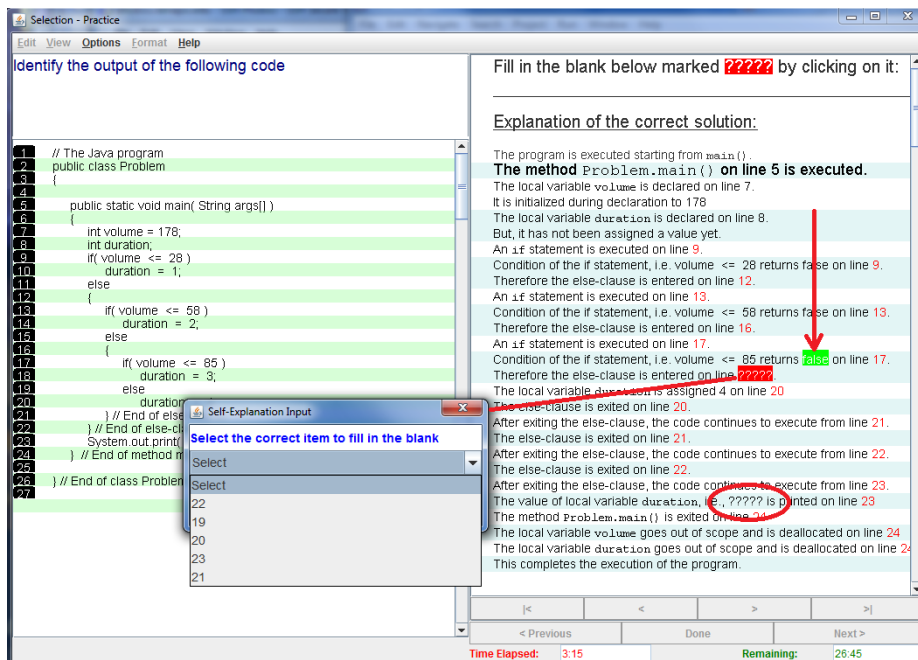 Selection - Practice
Edit View Options Format Help
Identify the output of the following code
1 // The Java program
2 public class Problem
3 {
4
5 public static void main( String args[] )
6 {
7 int volume = 178;
8 int duration;
9 if( volume <= 28 )
10 duration = 1;
11 else
12 {
13 if( volume <= 58 )
14 duration = 2;
15 else
16 {
17 if( volume <= 85 )
18 duration = 3;
19 else
20 duration
21 } // End of else
22 } // End of else-cl
23 System.out.print(
24 } // End of method m
25
26 } // End of class Problem
27
Self-Explanation Input
Select the correct item to fill in the blank
Select
Select
22
19
20
23
21
Fill in the blank below marked ????? by clicking on it:
Explanation of the correct solution:
The program is executed starting from main().
The method Problem.main() on line 5 is executed.
The local variable volume is declared on line 7.
It is initialized during declaration to 178
The local variable duration is declared on line 8.
But, it has not been assigned a value yet.
An if statement is executed on line 9.
Condition of the if statement, i.e. volume <= 28 returns false on line 9.
Therefore the else-clause is entered on line 12.
An if statement is executed on line 13.
Condition of the if statement, i.e. volume <= 58 returns false on line 13.
Therefore the else-clause is entered on line 16.
An if statement is executed on line 17.
Condition of the if statement, i.e. volume <= 85 returns false on line 17.
Therefore the else-clause is entered on line ?????.
The local variable duration is assigned 4 on line 20
The else-clause is exited on line 20.
After exiting the else-clause, the code continues to execute from line 21.
The else-clause is exited on line 21.
After exiting the else-clause, the code continues to execute from line 22.
The else-clause is exited on line 22.
After exiting the else-clause, the code continues to execute from line 23.
The value of local variable duration, i.e., ????? is printed on line 23
The method Problem.main() is exited on line 24
The local variable volume goes out of scope and is deallocated on line 24
The local variable duration goes out of scope and is deallocated on line 24
This completes the execution of the program.
|< < > >|
< Previous Done Next >
Time Elapsed: 3:15 Remaining: 26:45